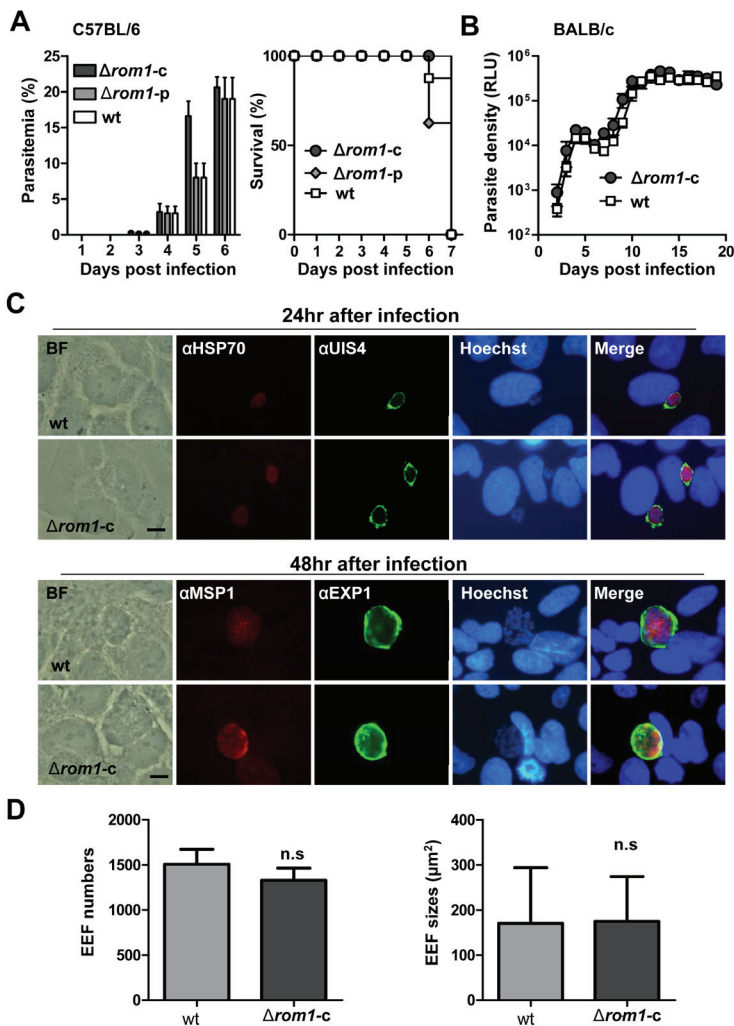 A
C57BL/6
Parasitemia (%)
25
20
15
10
5
0
Δrom1-c
Δrom1-p
wt
1 2 3 4 5 6
Days post infection
Survival (%)
100
50
0
Δrom1-c
Δrom1-p
wt
0 1 2 3 4 5 6 7
Days post infection
B
BALB/c
Parasite density (RLU)
10⁶
10⁵
10⁴
10³
10²
Δrom1-c
wt
0 5 10 15 20
Days post infection
C
24hr after infection
BF αHSP70 αUIS4 Hoechst Merge
wt
Δrom1-c
48hr after infection
BF αMSP1 αEXP1 Hoechst Merge
wt
Δrom1-c
D
EEF numbers
2000
1500
1000
500
0
n.s
wt Δrom1-c
EEF sizes (μm²)
400
300
200
100
0
n.s
wt Δrom1-c